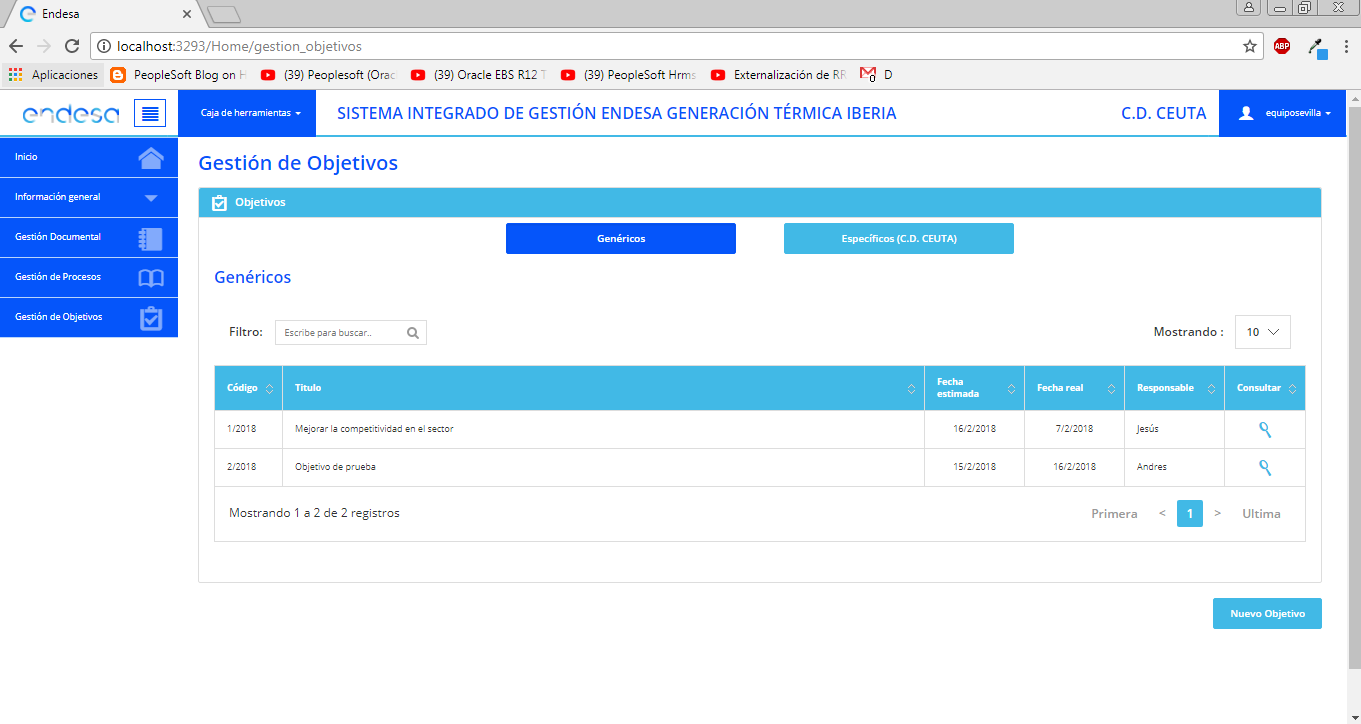 Endesa
localhost:3293/Home/gestion_objetivos
ABP
Aplicaciones PeopleSoft Blog on H (39) Peoplesoft (Orac (39) Oracle EBS R12 T (39) PeopleSoft Hrms Externalización de RR D
endesa Caja de herramientas SISTEMA INTEGRADO DE GESTIÓN ENDESA GENERACIÓN TÉRMICA IBERIA C.D. CEUTA equiposevilla
Inicio
Información general
Gestión Documental
Gestión de Procesos
Gestión de Objetivos
Gestión de Objetivos
Objetivos
Genéricos Específicos (C.D. CEUTA)
Genéricos
Filtro: Escribe para buscar.. Mostrando : 10
Código Titulo Fecha estimada Fecha real Responsable Consultar
1/2018 Mejorar la competitividad en el sector 16/2/2018 7/2/2018 Jesús
2/2018 Objetivo de prueba 15/2/2018 16/2/2018 Andres
Mostrando 1 a 2 de 2 registros Primera < 1 > Ultima
Nuevo Objetivo